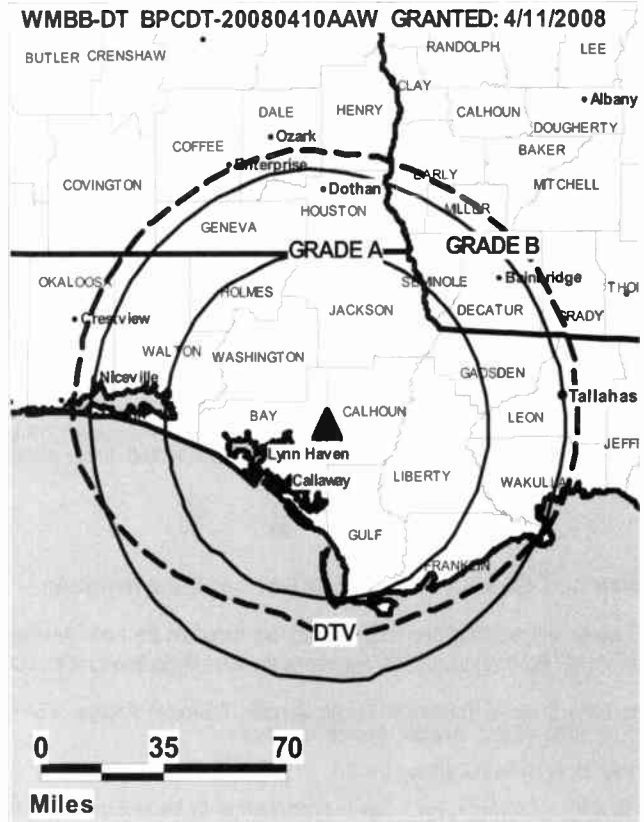 WMBB-DT BPCDT-20080410AAW GRANTED: 4/11/2008
BUTLER CRENSHAW
RANDOLPH
LEE
CLAY
Albany
DALE
HENRY
CALHOUN
DOUGHERTY
COFFEE
Ozark
BAKER
Enterprise
EARLY
COVINGTON
Dothan
MITCHELL
HOUSTON
MILLER
GENEVA
GRADE A
GRADE B
OKALOOSA
HOLMES
SEMINOLE
Bainbridge
THO
JACKSON
DECATUR
GRADY
Crestview
WALTON
WASHINGTON
Niceville
GADSDEN
Tallahas
BAY
CALHOUN
LEON
JEFF
Lynn Haven
Callaway
LIBERTY
WAKULLA
GULF
FRANKLIN
DTV
0 35 70
Miles